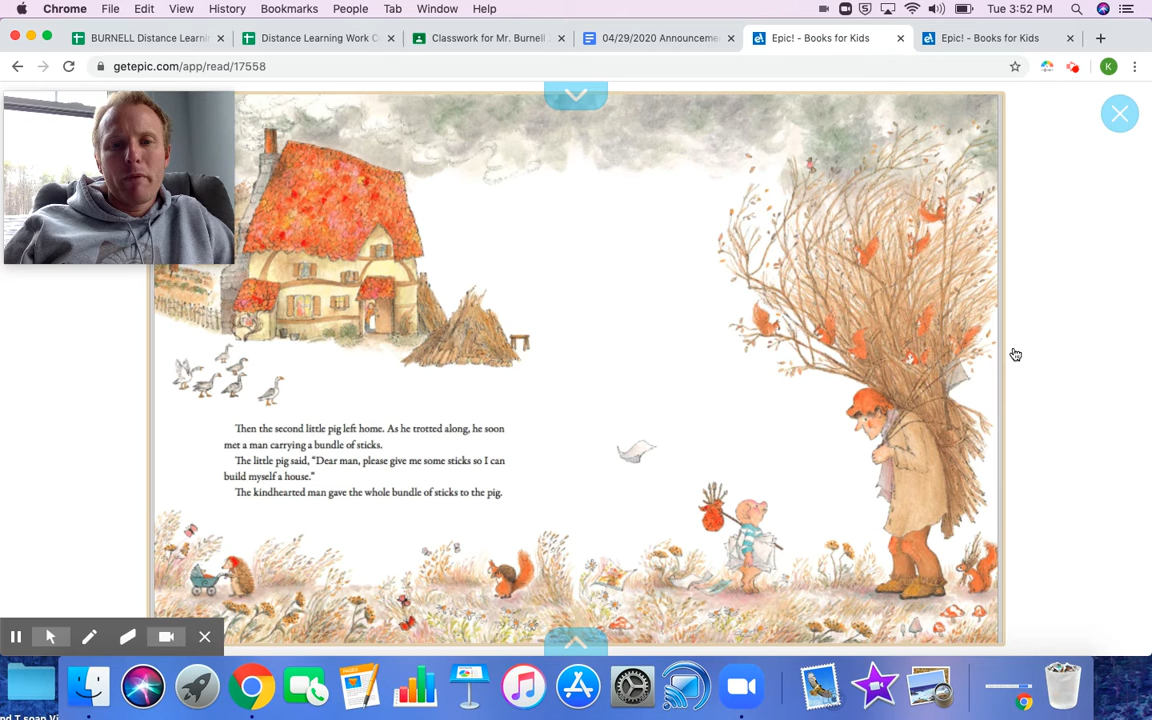 Chrome File Edit View History Bookmarks People Tab Window Help Tue 3:52 PM
BURNELL Distance Learni Distance Learning Work C Classwork for Mr. Burnell 04/29/2020 Announceme Epic! - Books for Kids Epic! - Books for Kids
getepic.com/app/read/17558 K
Then the second little pig left home. As he trotted along, he soon
met a man carrying a bundle of sticks.
The little pig said, “Dear man, please give me some sticks so I can
build myself a house.”
The kindhearted man gave the whole bundle of sticks to the pig.
nd T soap Vi